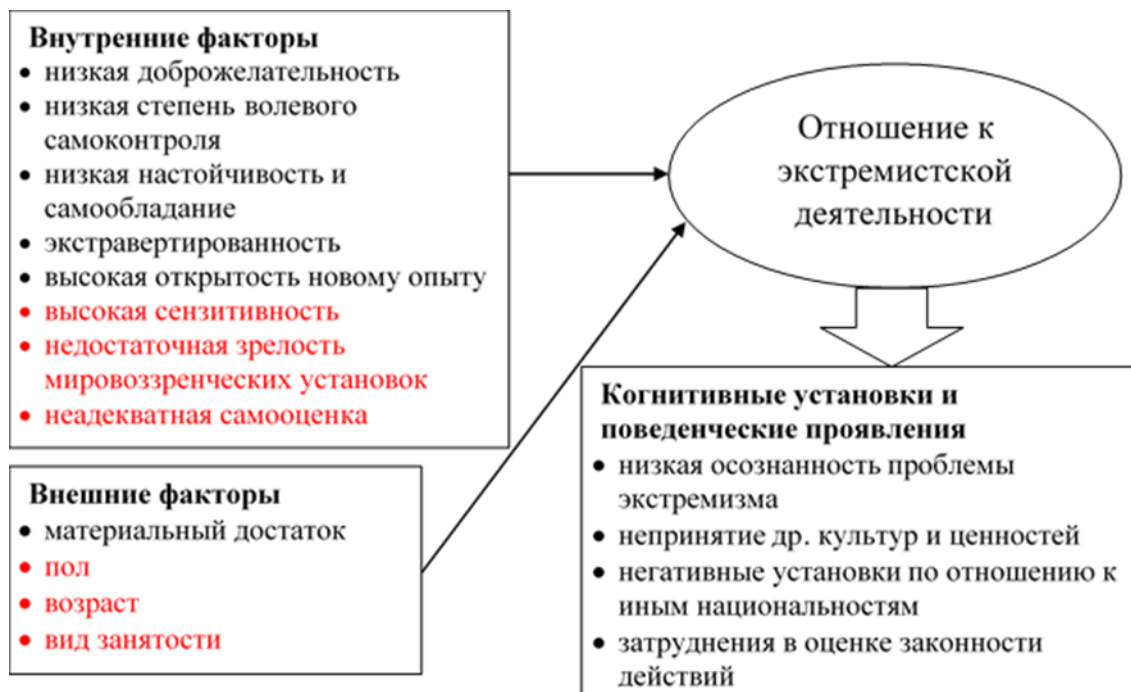 Внутренние факторы
• низкая доброжелательность
• низкая степень волевого
самоконтроля
• низкая настойчивость и
самообладание
• экстравертированность
• высокая открытость новому опыту
• высокая сензитивность
• недостаточная зрелость
мировоззренческих установок
• неадекватная самооценка
Внешние факторы
• материальный достаток
• пол
• возраст
• вид занятости
Отношение к
экстремистской
деятельности
Когнитивные установки и
поведенческие проявления
• низкая осознанность проблемы
экстремизма
• непринятие др. культур и ценностей
• негативные установки по отношению к
иным национальностям
• затруднения в оценке законности
действий